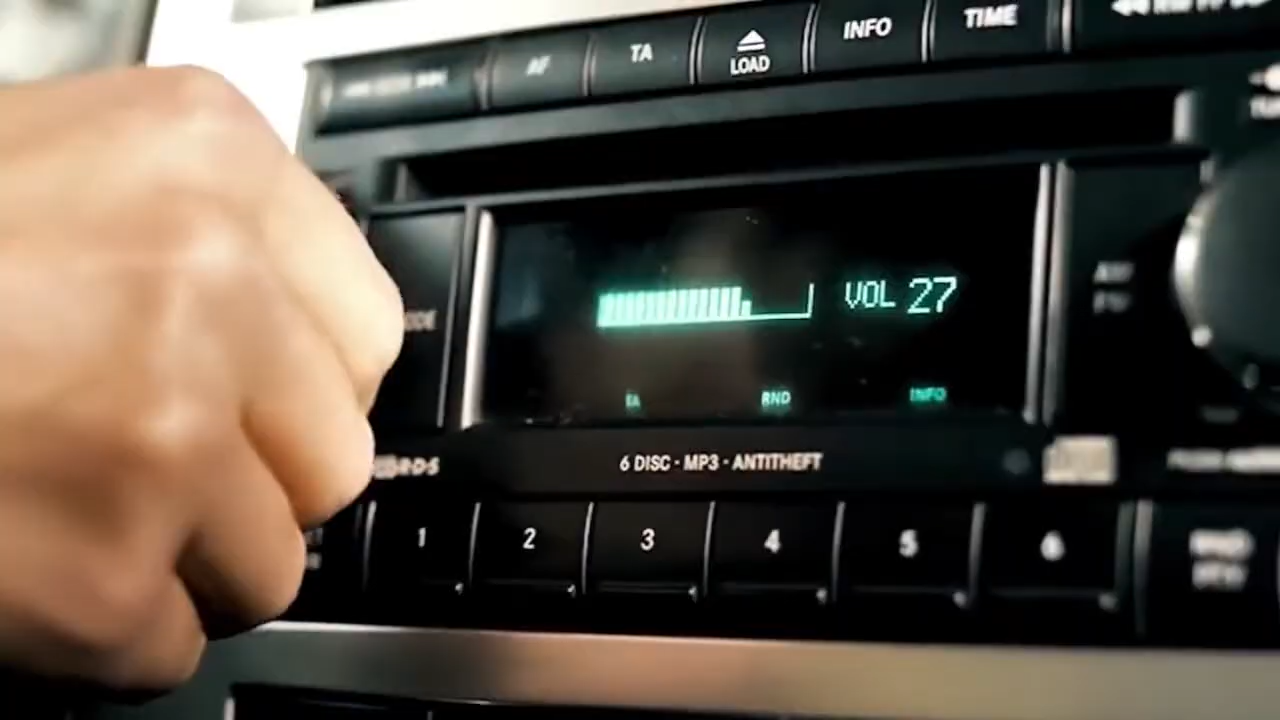 AF
TA
LOAD
INFO
TIME
VOL 27
TA
RND
INFO
6 DISC · MP3 · ANTITHEFT
1
2
3
4
5
6